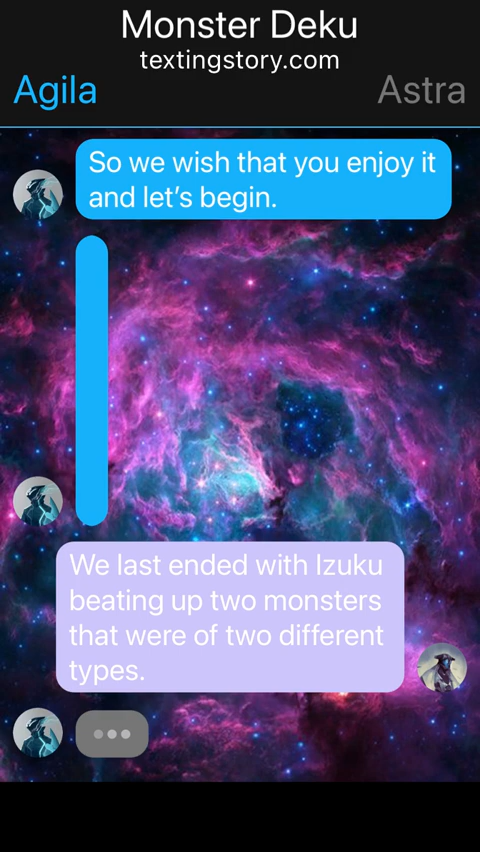 Monster Deku
textingstory.com
Agila
Astra
So we wish that you enjoy it
and let’s begin.
We last ended with Izuku
beating up two monsters
that were of two different
types.